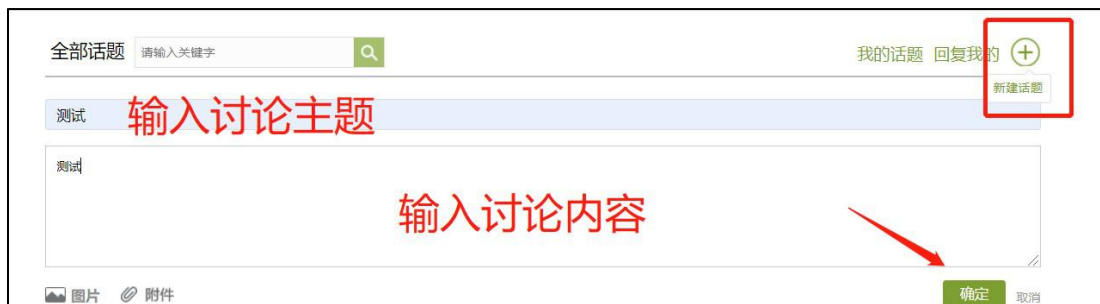 全部话题 请输入关键字 我的话题 回复我的
新建话题
测试 输入讨论主题
测试
输入讨论内容
图片 附件 确定 取消